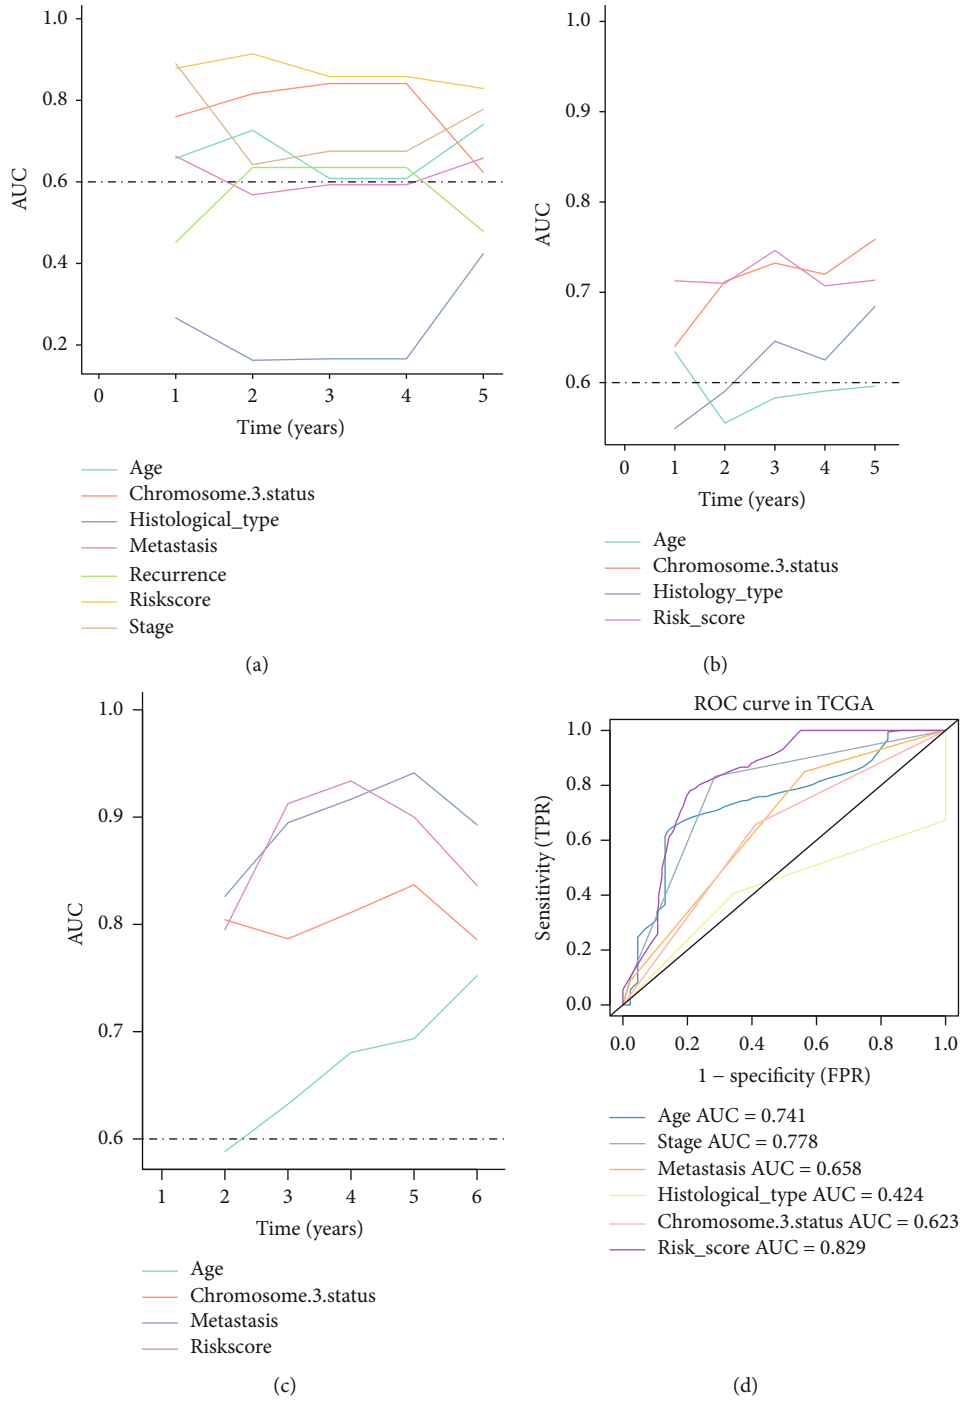 1.0
0.8
0.6
0.4
0.2
AUC
0 1 2 3 4 5
Time (years)
Age
Chromosome.3.status
Histological_type
Metastasis
Recurrence
Riskscore
Stage
(a)
1.0
0.9
0.8
0.7
0.6
AUC
0 1 2 3 4 5
Time (years)
Age
Chromosome.3.status
Histology_type
Risk_score
(b)
1.0
0.9
0.8
0.7
0.6
AUC
1 2 3 4 5 6
Time (years)
Age
Chromosome.3.status
Metastasis
Riskscore
(c)
ROC curve in TCGA
1.0
0.8
0.6
0.4
0.2
0.0
Sensitivity (TPR)
0.0 0.2 0.4 0.6 0.8 1.0
1 − specificity (FPR)
Age AUC = 0.741
Stage AUC = 0.778
Metastasis AUC = 0.658
Histological_type AUC = 0.424
Chromosome.3.status AUC = 0.623
Risk_score AUC = 0.829
(d)